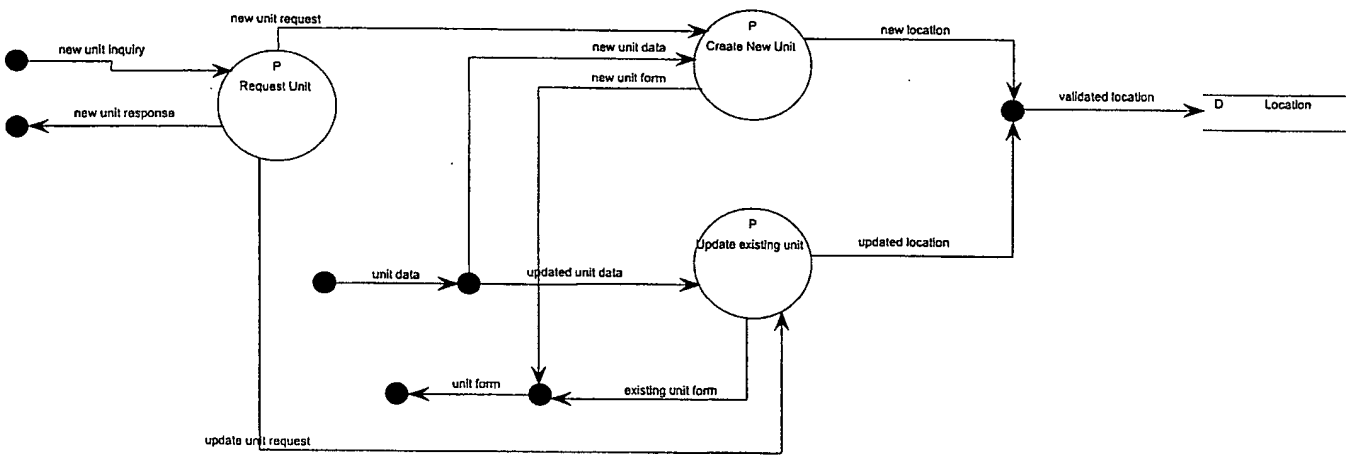 new unit request
P
Create New Unit
new location
new unit inquiry
new unit data
P
Request Unit
new unit form
validated location
D Location
new unit response
P
Update existing unit
updated location
unit data
updated unit data
unit form
existing unit form
update unit request